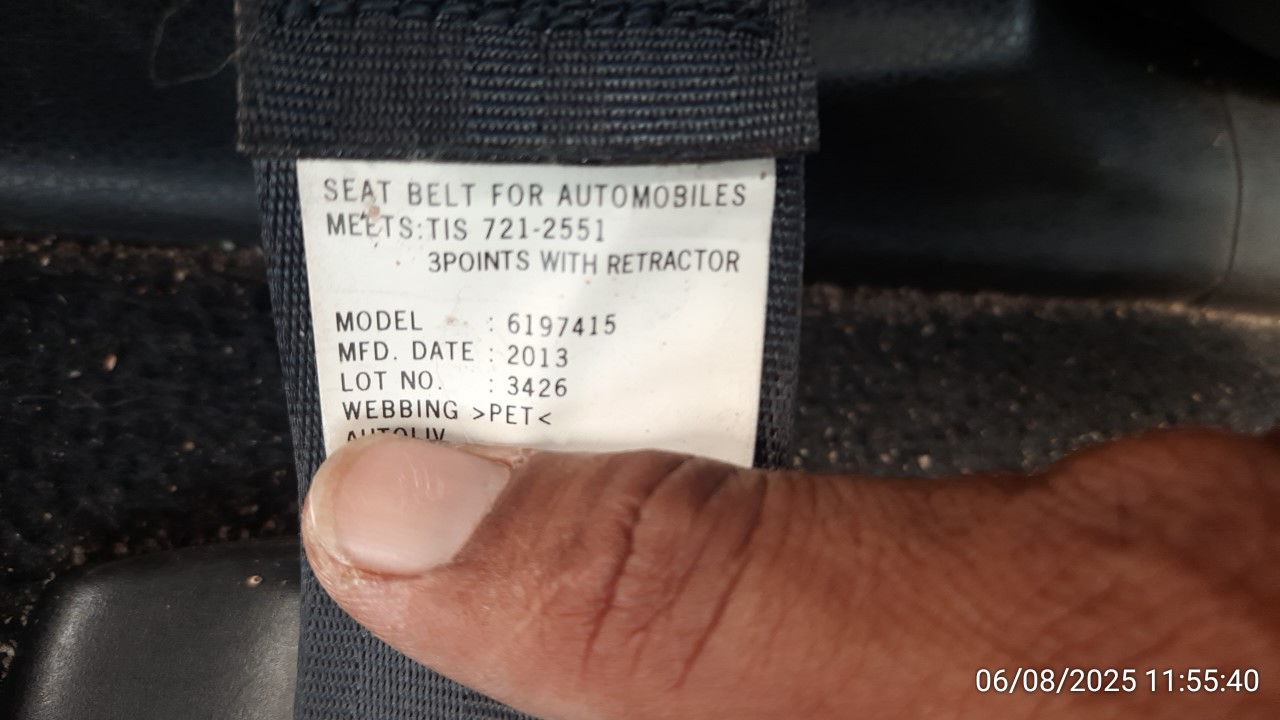 SEAT BELT FOR AUTOMOBILES
MEETS:TIS 721-2551
3POINTS WITH RETRACTOR
MODEL : 6197415
MFD. DATE : 2013
LOT NO. : 3426
WEBBING >PET<
AUTOLIV
06/08/2025 11:55:40